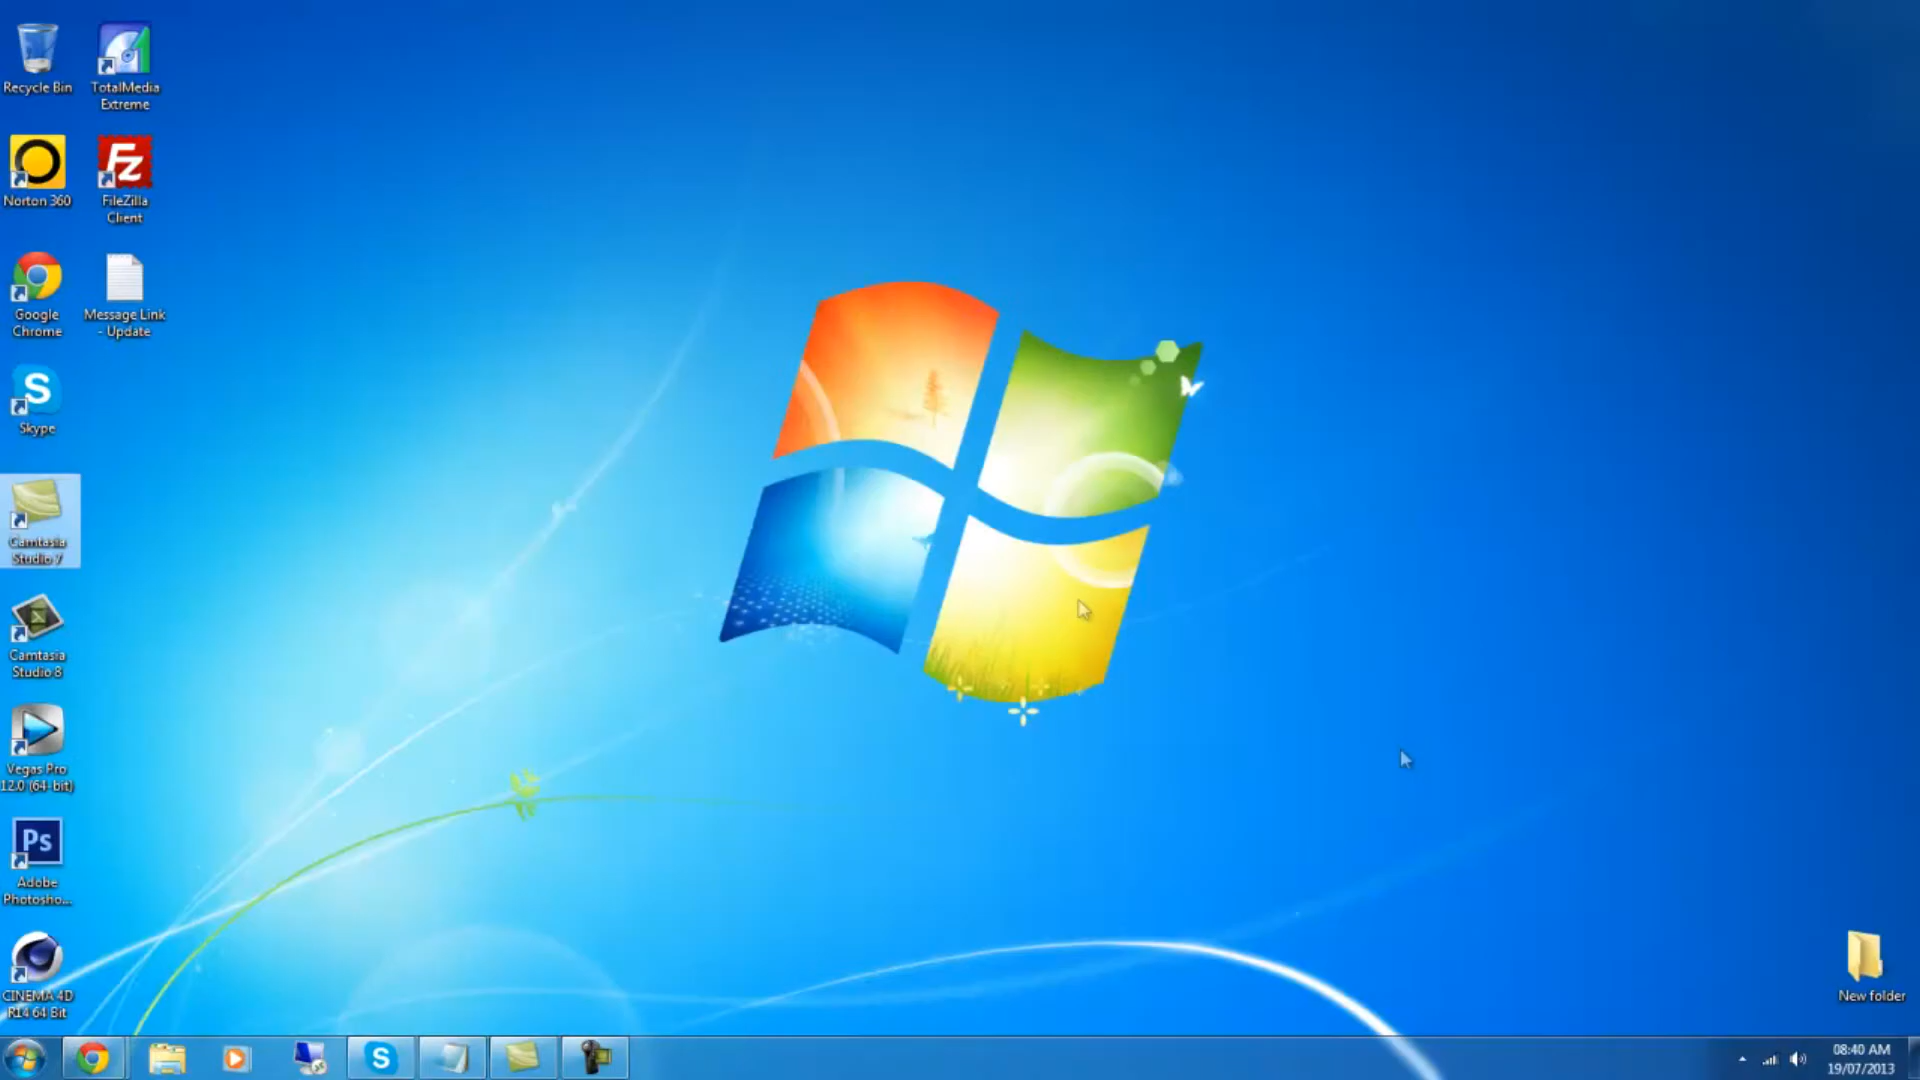 Recycle Bin
TotalMedia
Extreme
Norton 360
FileZilla
Client
Google
Chrome
Message Link
- Update
Skype
Camtasia
Studio 7
Camtasia
Studio 8
Vegas Pro
12.0 (64-bit)
Ps
Adobe
Photosho...
CINEMA 4D
R14 64 Bit
New folder
08:40 AM
19/07/2013